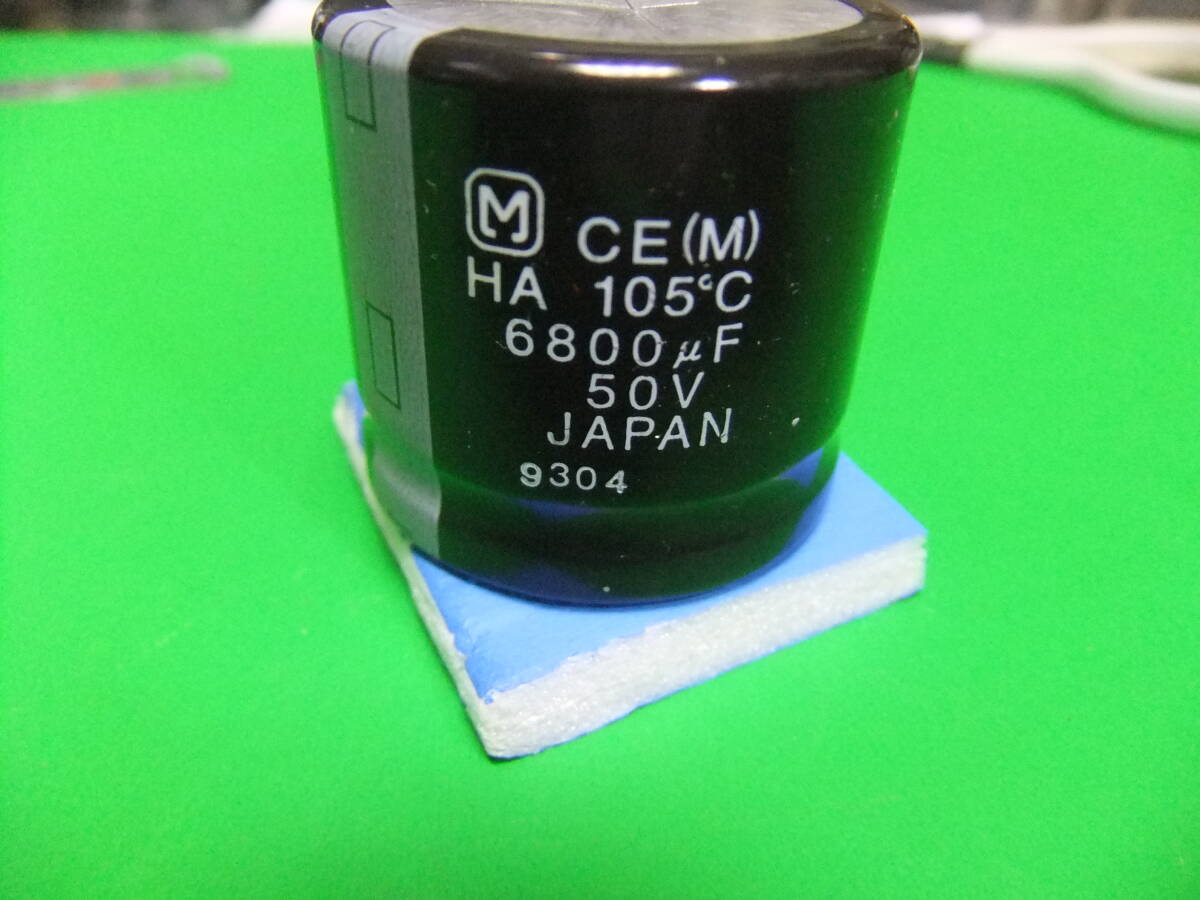 M CE(M)
HA 105°C
6800μF
50V
JAPAN
9304